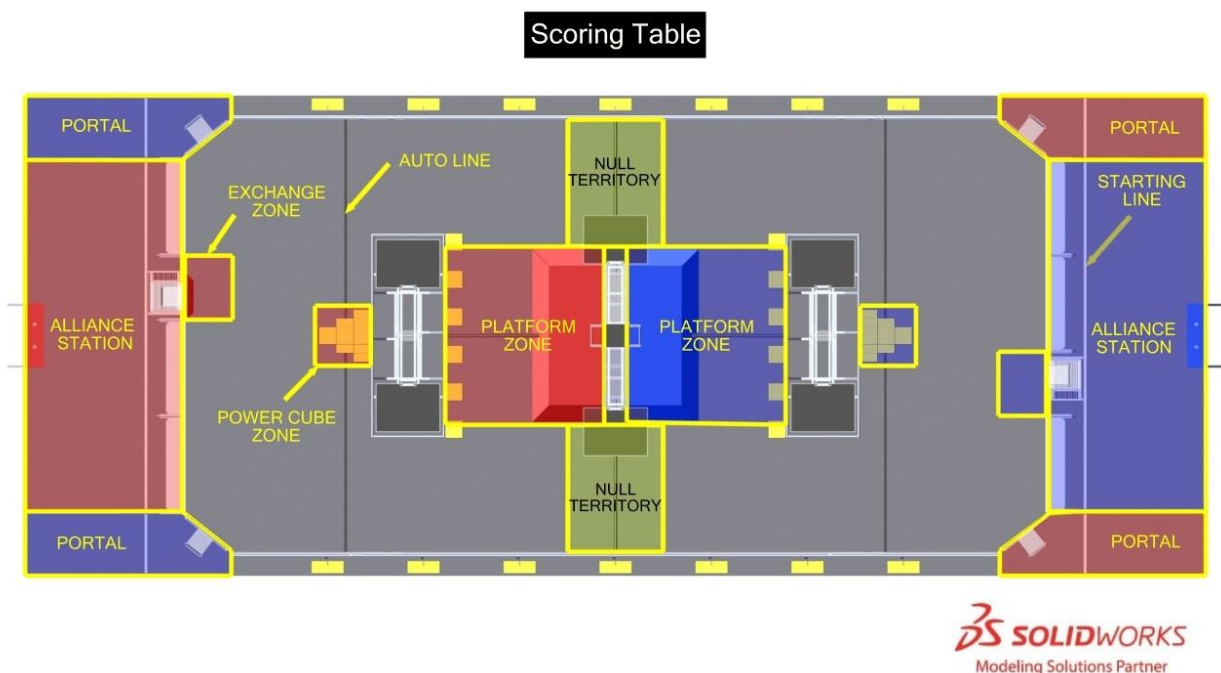 Scoring Table
PORTAL
PORTAL
AUTO LINE
NULL
TERRITORY
EXCHANGE
ZONE
STARTING
LINE
ALLIANCE
STATION
PLATFORM
ZONE
PLATFORM
ZONE
ALLIANCE
STATION
POWER CUBE
ZONE
NULL
TERRITORY
PORTAL
PORTAL
SOLIDWORKS
Modeling Solutions Partner